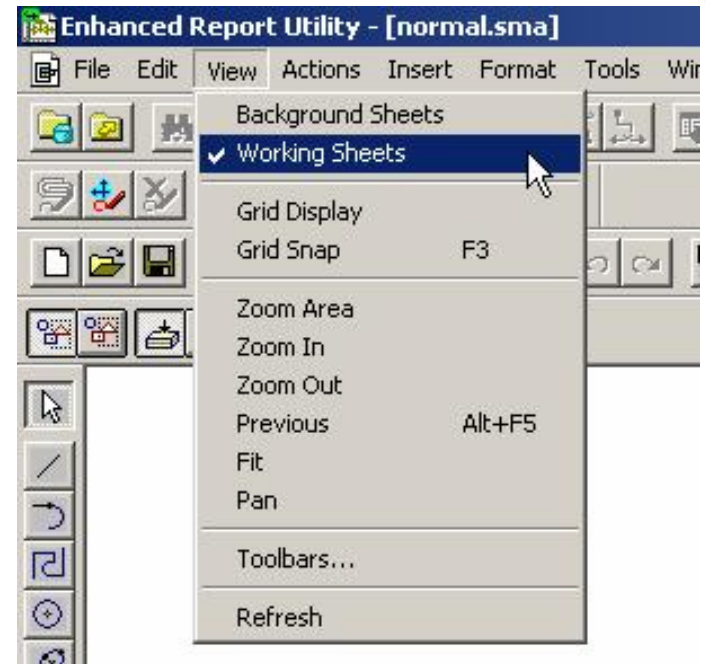 Enhanced Report Utility - [normal.sma]
File Edit View Actions Insert Format Tools
Background Sheets
Working Sheets
Grid Display
Grid Snap F3
Zoom Area
Zoom In
Zoom Out
Previous Alt+F5
Fit
Pan
Toolbars...
Refresh